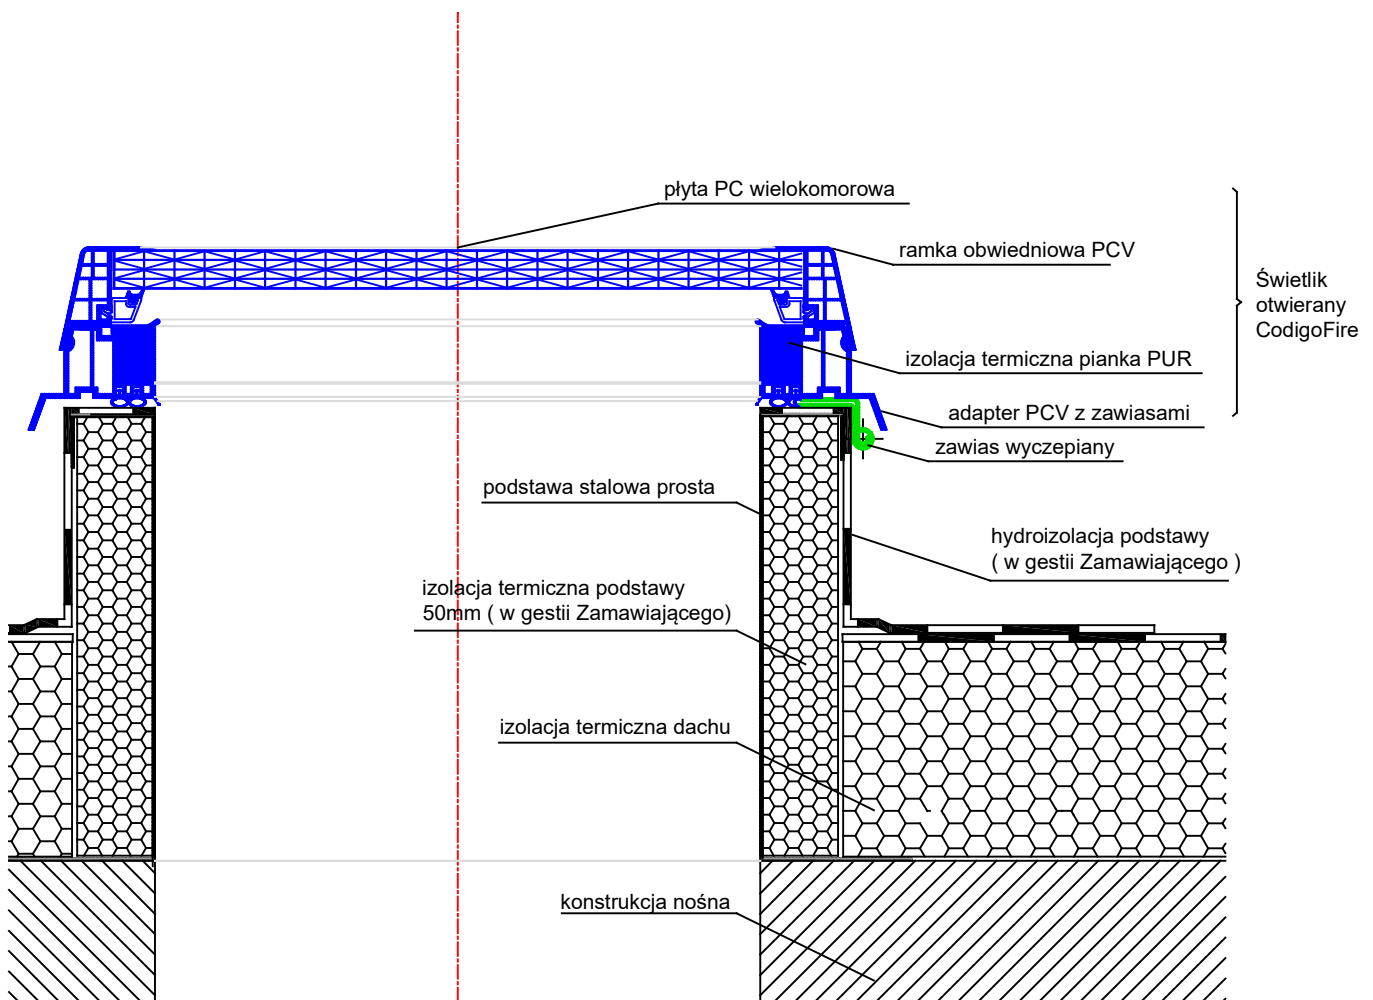 płyta PC wielokomorowa
ramka obwiedniowa PCV
Świetlik
otwierany
CodigoFire
izolacja termiczna pianka PUR
adapter PCV z zawiasami
zawias wyczepiany
podstawa stalowa prosta
hydroizolacja podstawy
( w gestii Zamawiającego )
izolacja termiczna podstawy
50mm ( w gestii Zamawiającego)
izolacja termiczna dachu
konstrukcja nośna